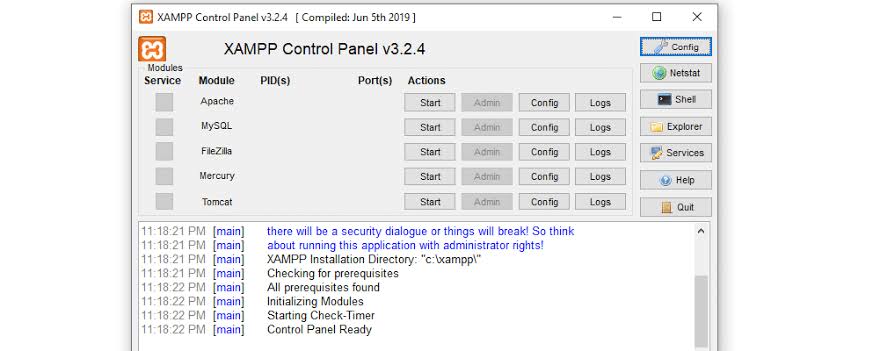 XAMPP Control Panel v3.2.4 [ Compiled: Jun 5th 2019 ]
XAMPP Control Panel v3.2.4
Config
Modules
Service Module PID(s) Port(s) Actions
Netstat
Apache Start Admin Config Logs
Shell
MySQL Start Admin Config Logs
Explorer
FileZilla Start Admin Config Logs
Services
Mercury Start Admin Config Logs
Help
Tomcat Start Admin Config Logs
Quit
11:18:21 PM [main] there will be a security dialogue or things will break! So think
11:18:21 PM [main] about running this application with administrator rights!
11:18:21 PM [main] XAMPP Installation Directory: "c:\xampp\"
11:18:21 PM [main] Checking for prerequisites
11:18:22 PM [main] All prerequisites found
11:18:22 PM [main] Initializing Modules
11:18:22 PM [main] Starting Check-Timer
11:18:22 PM [main] Control Panel Ready